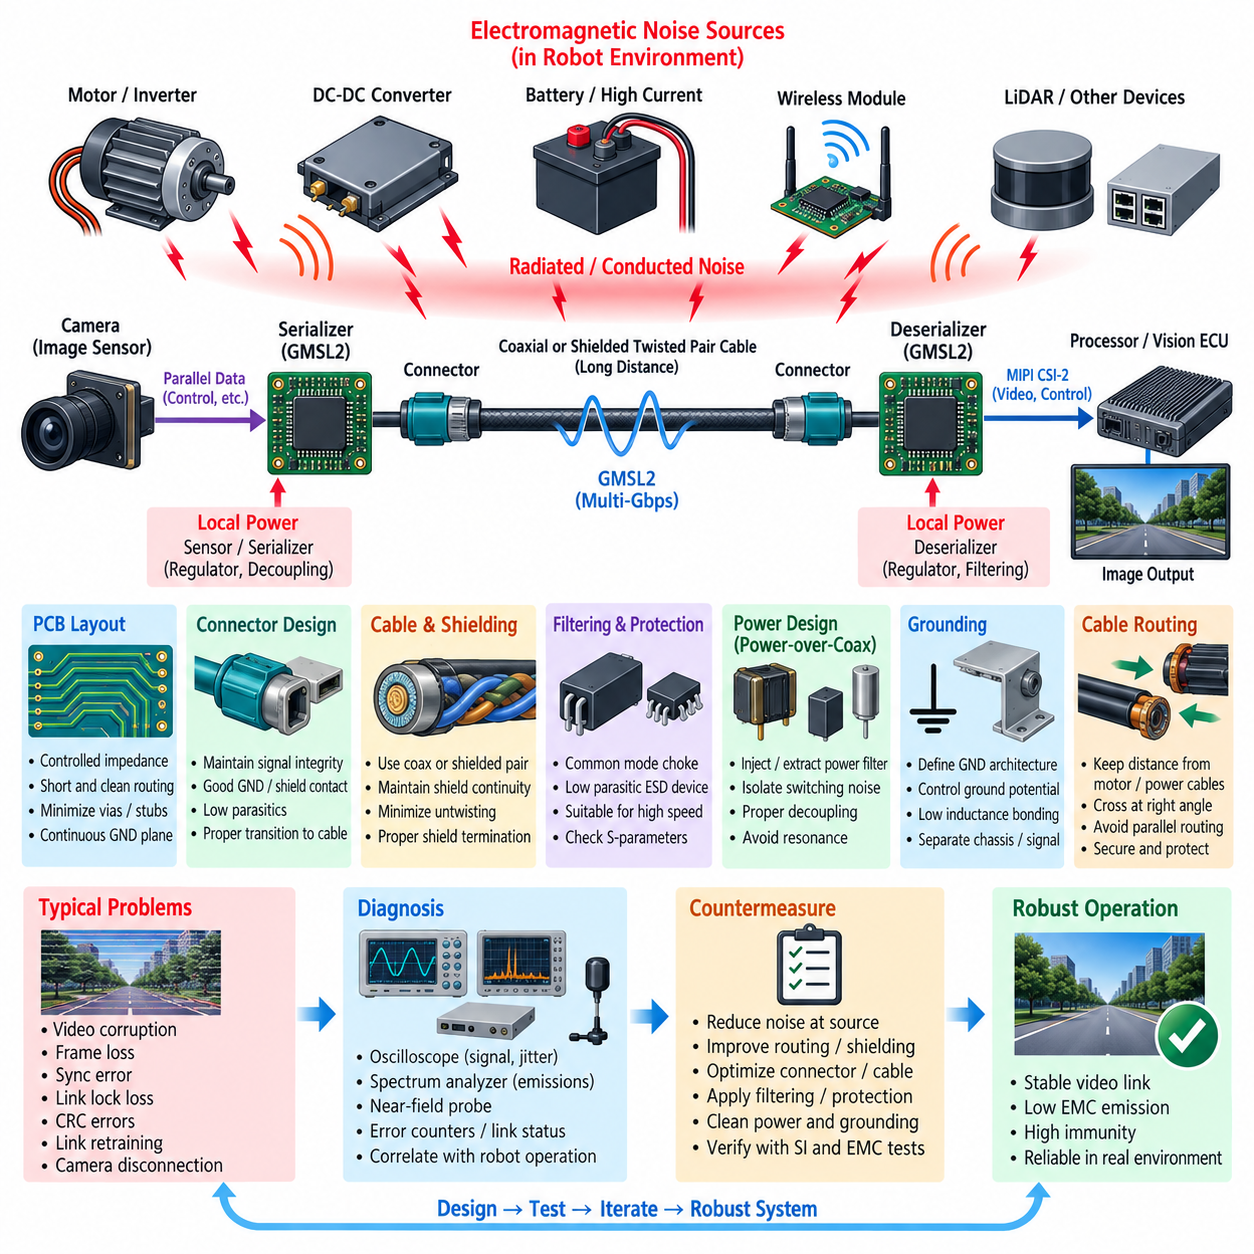 Electromagnetic Noise Sources
(in Robot Environment)
Motor / Inverter
DC-DC Converter
Battery / High Current
Wireless Module
LiDAR / Other Devices
Radiated / Conducted Noise
Camera
(Image Sensor)
Parallel Data
(Control, etc.)
Serializer
(GMSL2)
Connector
Coaxial or Shielded Twisted Pair Cable
(Long Distance)
GMSL2
(Multi-Gbps)
Connector
Deserializer
(GMSL2)
MIPI CSI-2
(Video, Control)
Processor / Vision ECU
Image Output
Local Power
Sensor / Serializer
(Regulator, Decoupling)
Local Power
Deserializer
(Regulator, Filtering)
PCB Layout
• Controlled impedance
• Short and clean routing
• Minimize vias / stubs
• Continuous GND plane
Connector Design
• Maintain signal integrity
• Good GND / shield contact
• Low parasitics
• Proper transition to cable
Cable & Shielding
• Use coax or shielded pair
• Maintain shield continuity
• Minimize untwisting
• Proper shield termination
Filtering & Protection
• Common mode choke
• Low parasitic ESD device
• Suitable for high speed
• Check S-parameters
Power Design
(Power-over-Coax)
• Inject / extract power filter
• Isolate switching noise
• Proper decoupling
• Avoid resonance
Grounding
• Define GND architecture
• Control ground potential
• Low inductance bonding
• Separate chassis / signal
Cable Routing
• Keep distance from
motor / power cables
• Cross at right angle
• Avoid parallel routing
• Secure and protect
Typical Problems
• Video corruption
• Frame loss
• Sync error
• Link lock loss
• CRC errors
• Link retraining
• Camera disconnection
Diagnosis
• Oscilloscope (signal, jitter)
• Spectrum analyzer (emissions)
• Near-field probe
• Error counters / link status
• Correlate with robot operation
Countermeasure
• Reduce noise at source
• Improve routing / shielding
• Optimize connector / cable
• Apply filtering / protection
• Clean power and grounding
• Verify with SI and EMC tests
Robust Operation
• Stable video link
• Low EMC emission
• High immunity
• Reliable in real environment
Design → Test → Iterate → Robust System